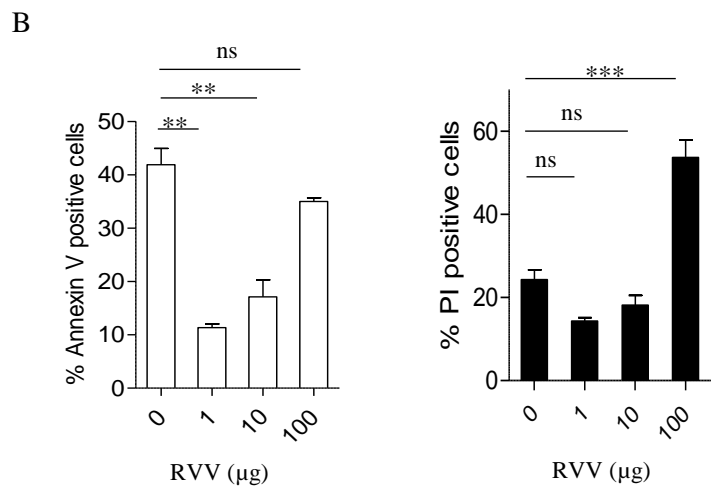 B
ns
**
**
% Annexin V positive cells
50
40
30
20
10
0
0
1
10
100
RVV (µg)
***
ns
ns
% PI positive cells
60
40
20
0
0
1
10
100
RVV (µg)